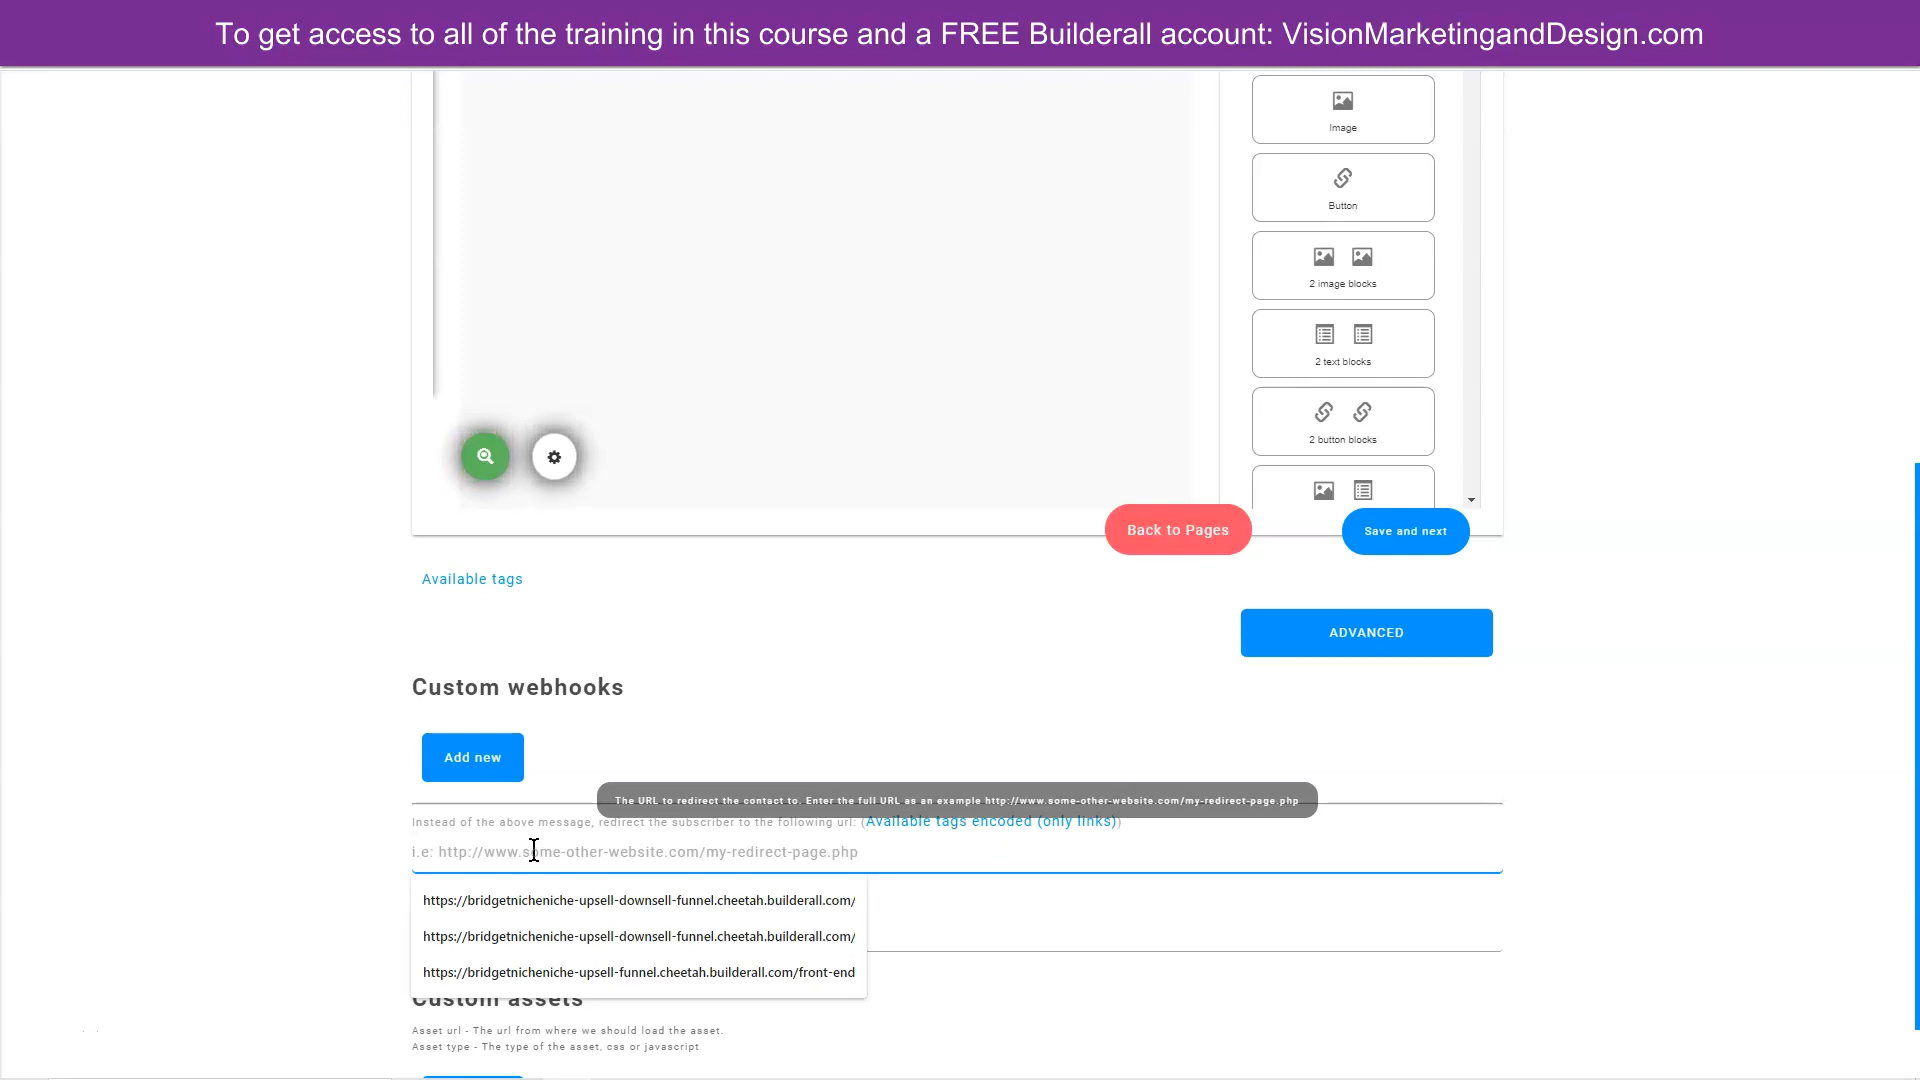 To get access to all of the training in this course and a FREE Builderall account: VisionMarketingandDesign.com
Image
Button
2 image blocks
2 text blocks
2 button blocks
Back to Pages
Save and next
Available tags
ADVANCED
Custom webhooks
Add new
The URL to redirect the contact to. Enter the full URL as an example http://www.some-other-website.com/my-redirect-page.php
Instead of the above message, redirect the subscriber to the following url: (Available tags encoded (only links))
i.e: http://www.some-other-website.com/my-redirect-page.php
https://bridgetnicheniche-upsell-downsell-funnel.cheetah.builderall.com/
https://bridgetnicheniche-upsell-downsell-funnel.cheetah.builderall.com/
https://bridgetnicheniche-upsell-funnel.cheetah.builderall.com/front-end
Custom assets
Asset url - The url from where we should load the asset.
Asset type - The type of the asset, css or javascript